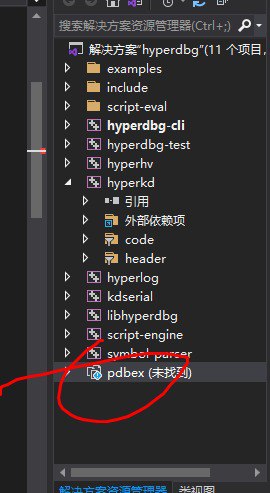 搜索解决方案资源管理器(Ctrl+;)
解决方案"hyperdbg"(11 个项目,
examples
include
script-eval
hyperdbg-cli
hyperdbg-test
hyperhv
hyperkd
引用
外部依赖项
code
header
hyperlog
kdserial
libhyperdbg
script-engine
symbol-parser
pdbex (未找到)
解决方案资源管理器 类视图